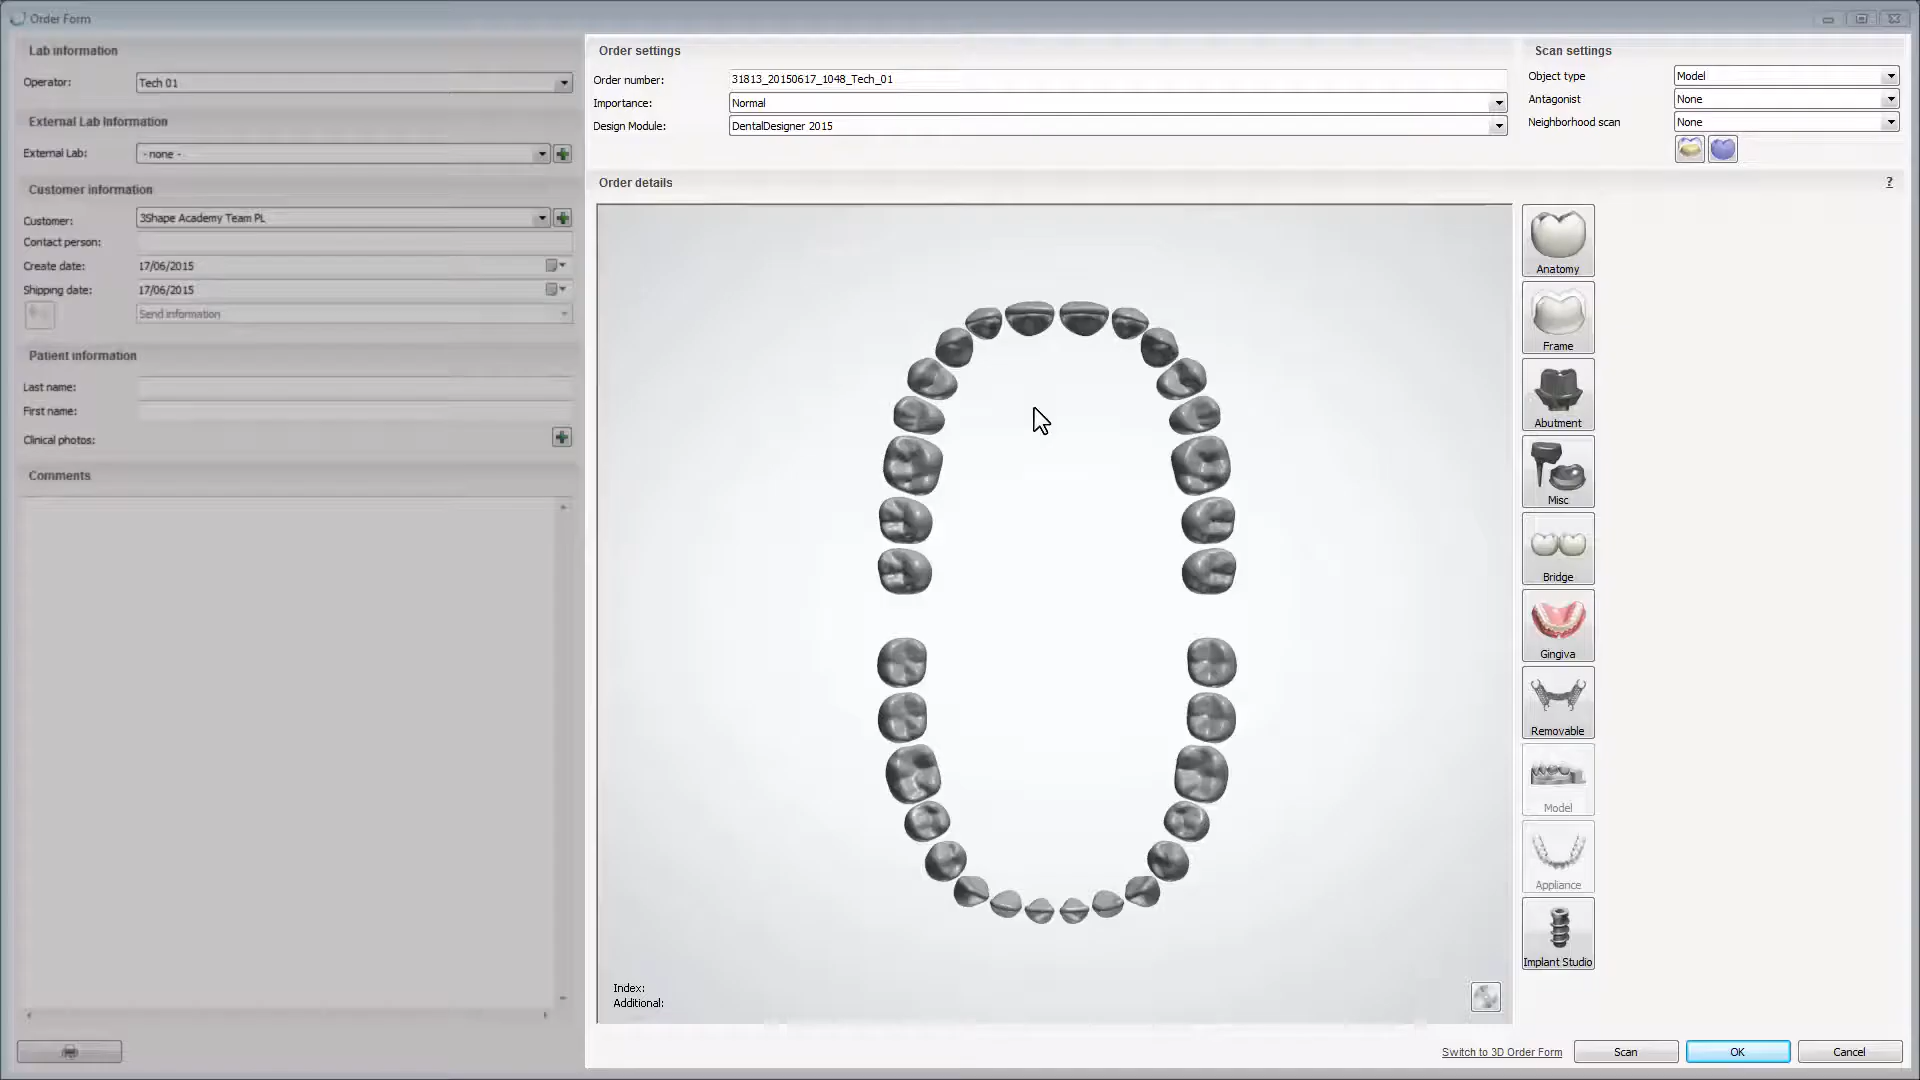 Order Form
Lab information
Operator: Tech 01
External Lab Information
External Lab: - none -
Customer information
Customer: 3Shape Academy Team PL
Contact person:
Create date: 17/06/2015
Shipping date: 17/06/2015
Send information
Patient information
Last name:
First name:
Clinical photos:
Comments
Order settings
Order number: 31813_20150617_1048_Tech_01
Importance: Normal
Design Module: DentalDesigner 2015
Scan settings
Object type Model
Antagonist None
Neighborhood scan None
Order details
?
Anatomy
Frame
Abutment
Misc
Bridge
Gingiva
Removable
Model
Appliance
Implant Studio
Index:
Additional:
Switch to 3D Order Form
Scan
OK
Cancel